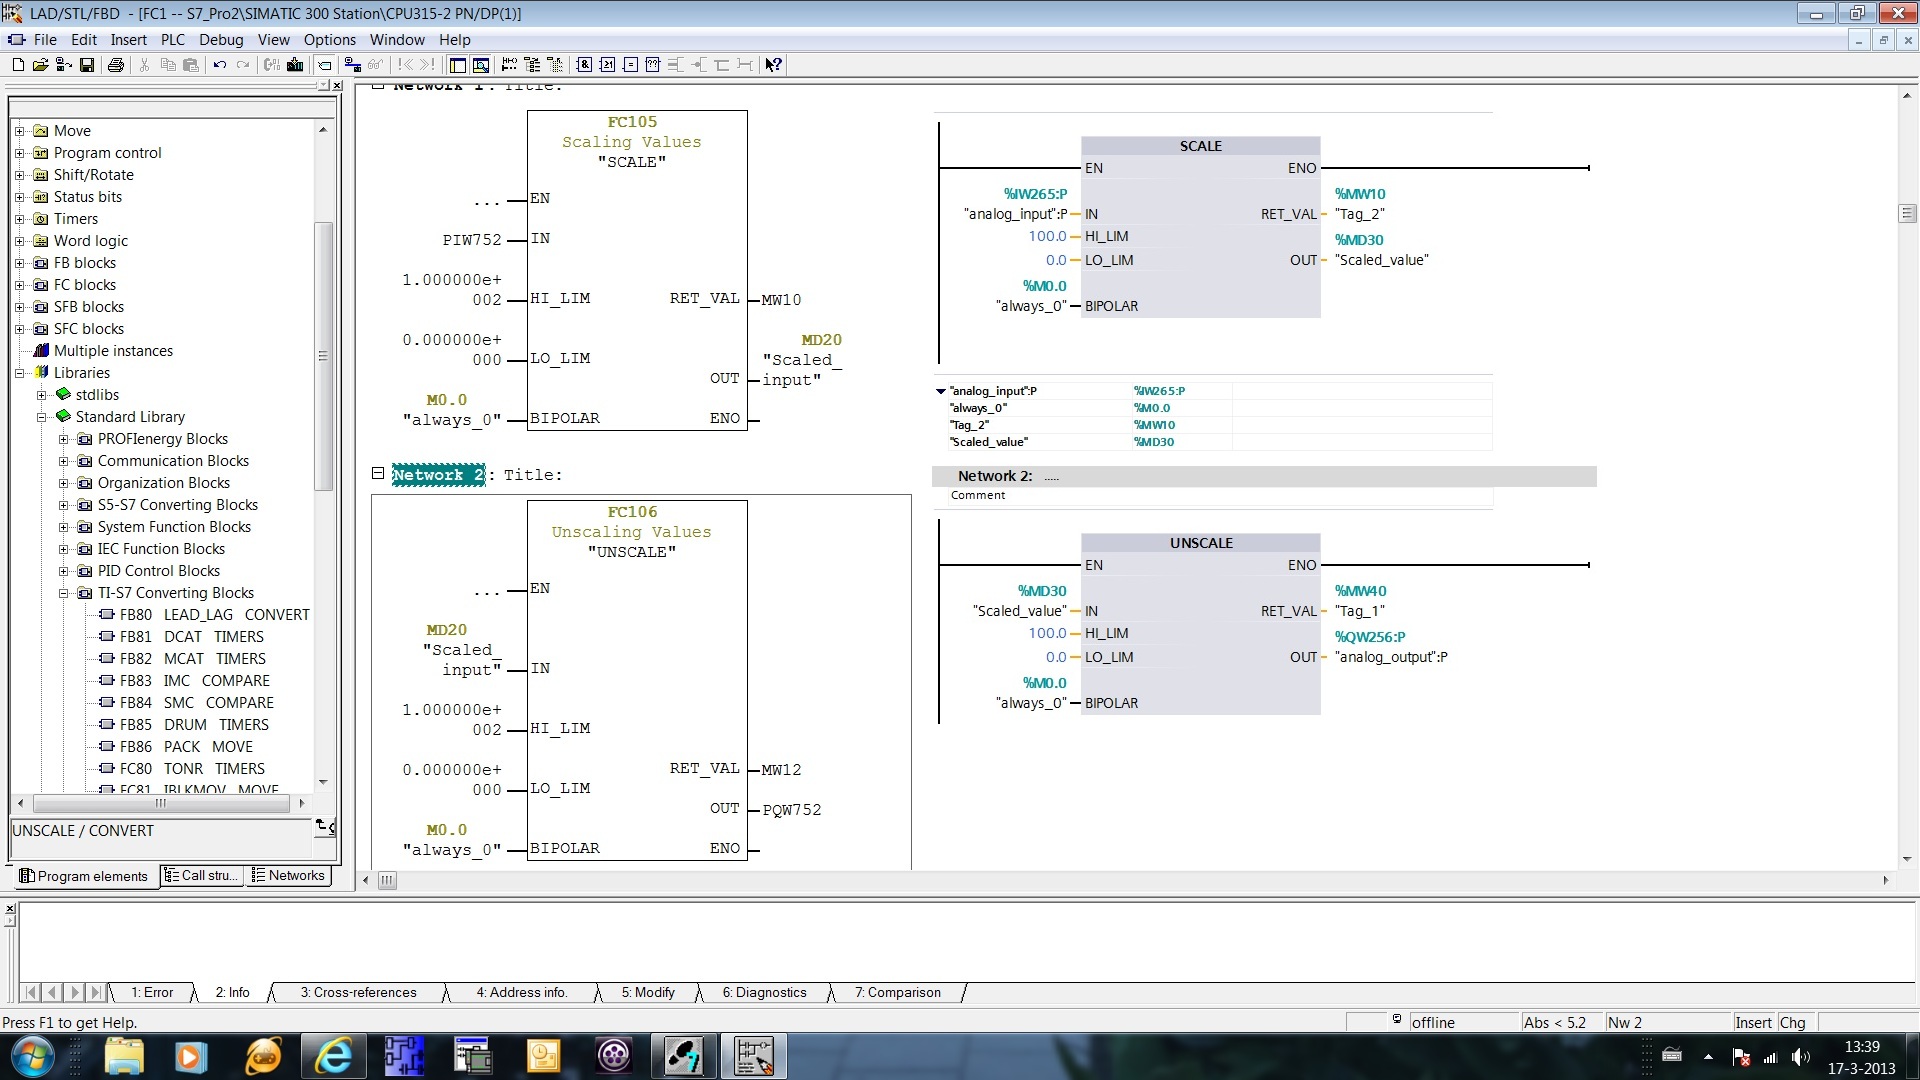 LAD/STL/FBD - [FC1 -- S7_Pro2\SIMATIC 300 Station\CPU315-2 PN/DP(1)]
File Edit Insert PLC Debug View Options Window Help
Move
Program control
Shift/Rotate
Status bits
Timers
Word logic
FB blocks
FC blocks
SFB blocks
SFC blocks
Multiple instances
Libraries
stdlibs
Standard Library
PROFIenergy Blocks
Communication Blocks
Organization Blocks
S5-S7 Converting Blocks
System Function Blocks
IEC Function Blocks
PID Control Blocks
TI-S7 Converting Blocks
FB80 LEAD_LAG CONVERT
FB81 DCAT TIMERS
FB82 MCAT TIMERS
FB83 IMC COMPARE
FB84 SMC COMPARE
FB85 DRUM TIMERS
FB86 PACK MOVE
FC80 TONR TIMERS
FC81 IBLKMOV MOVE
UNSCALE / CONVERT
Program elements Call stru... Networks
Network 1: Title:
FC105
Scaling Values
"SCALE"
... EN
PIW752 IN
1.000000e+
002 HI_LIM RET_VAL MW10
0.000000e+ MD20
000 LO_LIM "Scaled_
OUT input"
M0.0
"always_0" BIPOLAR ENO
Network 2: Title:
FC106
Unscaling Values
"UNSCALE"
... EN
MD20
"Scaled_
input" IN
1.000000e+
002 HI_LIM
0.000000e+ RET_VAL MW12
000 LO_LIM
OUT PQW752
M0.0
"always_0" BIPOLAR ENO
SCALE
EN ENO
%IW265:P %MW10
"analog_input":P IN RET_VAL "Tag_2"
100.0 HI_LIM %MD30
0.0 LO_LIM OUT "Scaled_value"
%M0.0
"always_0" BIPOLAR
"analog_input":P %IW265:P
"always_0" %M0.0
"Tag_2" %MW10
"Scaled_value" %MD30
Network 2: .....
Comment
UNSCALE
EN ENO
%MD30 %MW40
"Scaled_value" IN RET_VAL "Tag_1"
100.0 HI_LIM %QW256:P
0.0 LO_LIM OUT "analog_output":P
%M0.0
"always_0" BIPOLAR
1: Error 2: Info 3: Cross-references 4: Address info. 5: Modify 6: Diagnostics 7: Comparison
Press F1 to get Help. offline Abs < 5.2 Nw 2 Insert Chg
13:39
17-3-2013